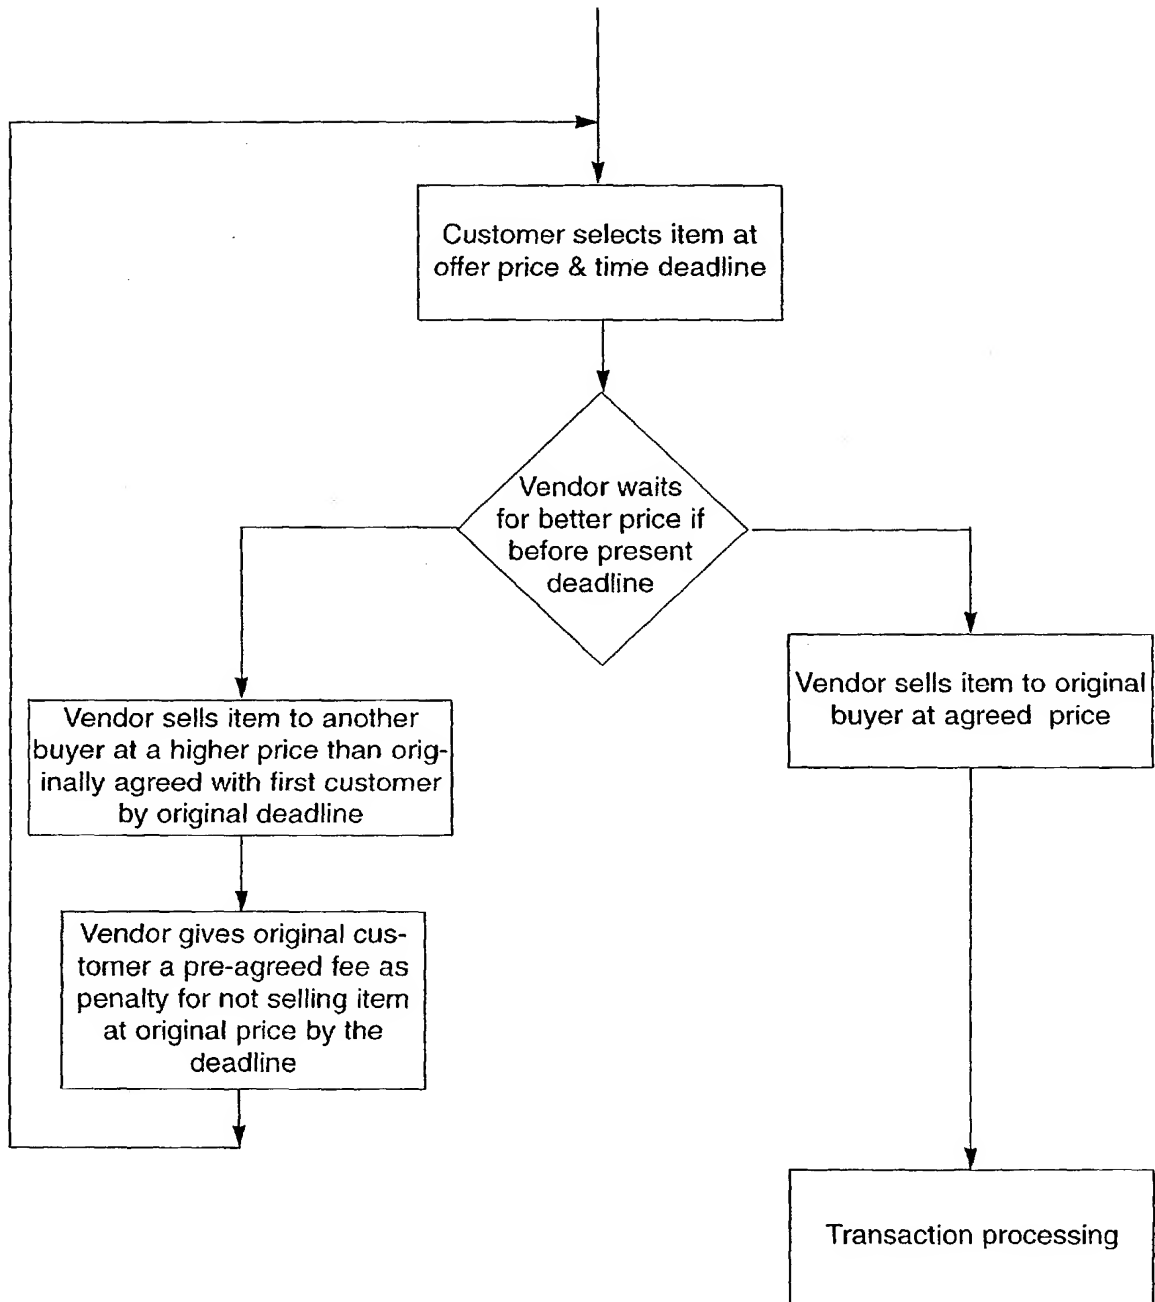 Customer selects item at
offer price & time deadline
Vendor waits
for better price if
before present
deadline
Vendor sells item to another
buyer at a higher price than orig-
inally agreed with first customer
by original deadline
Vendor sells item to original
buyer at agreed price
Vendor gives original cus-
tomer a pre-agreed fee as
penalty for not selling item
at original price by the
deadline
Transaction processing